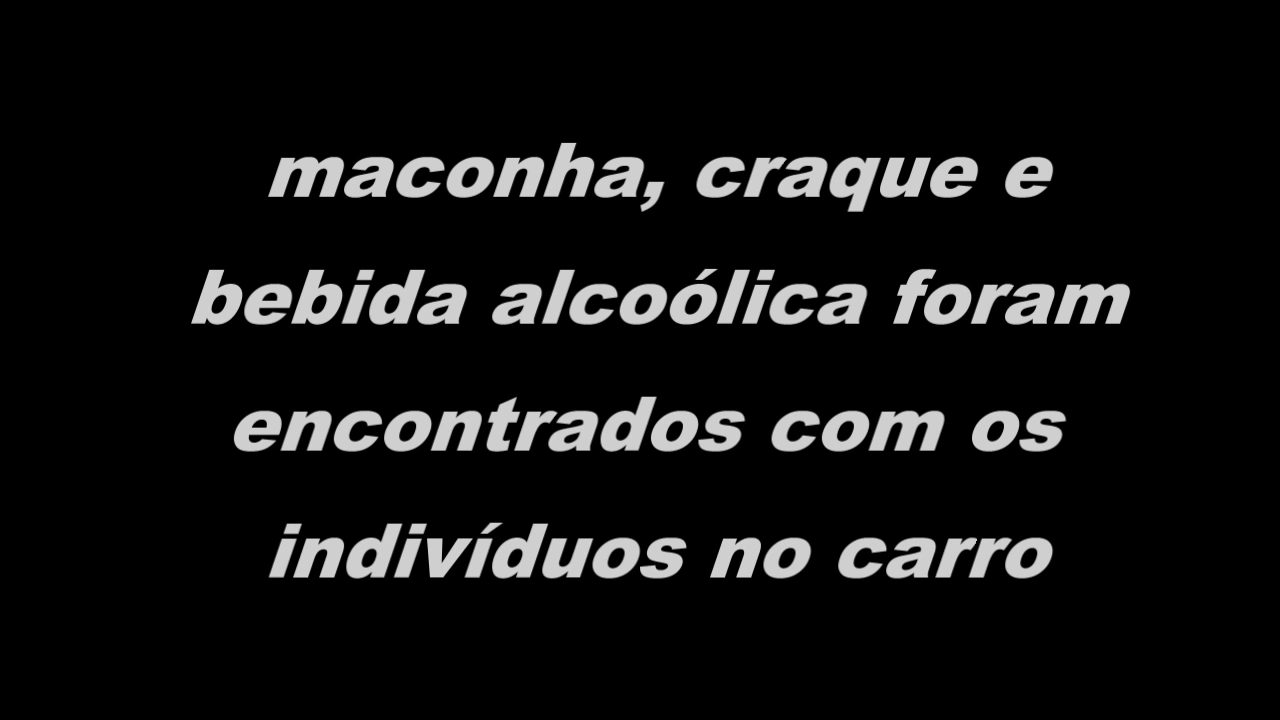 maconha, craque e
bebida alcoólica foram
encontrados com os
indivíduos no carro